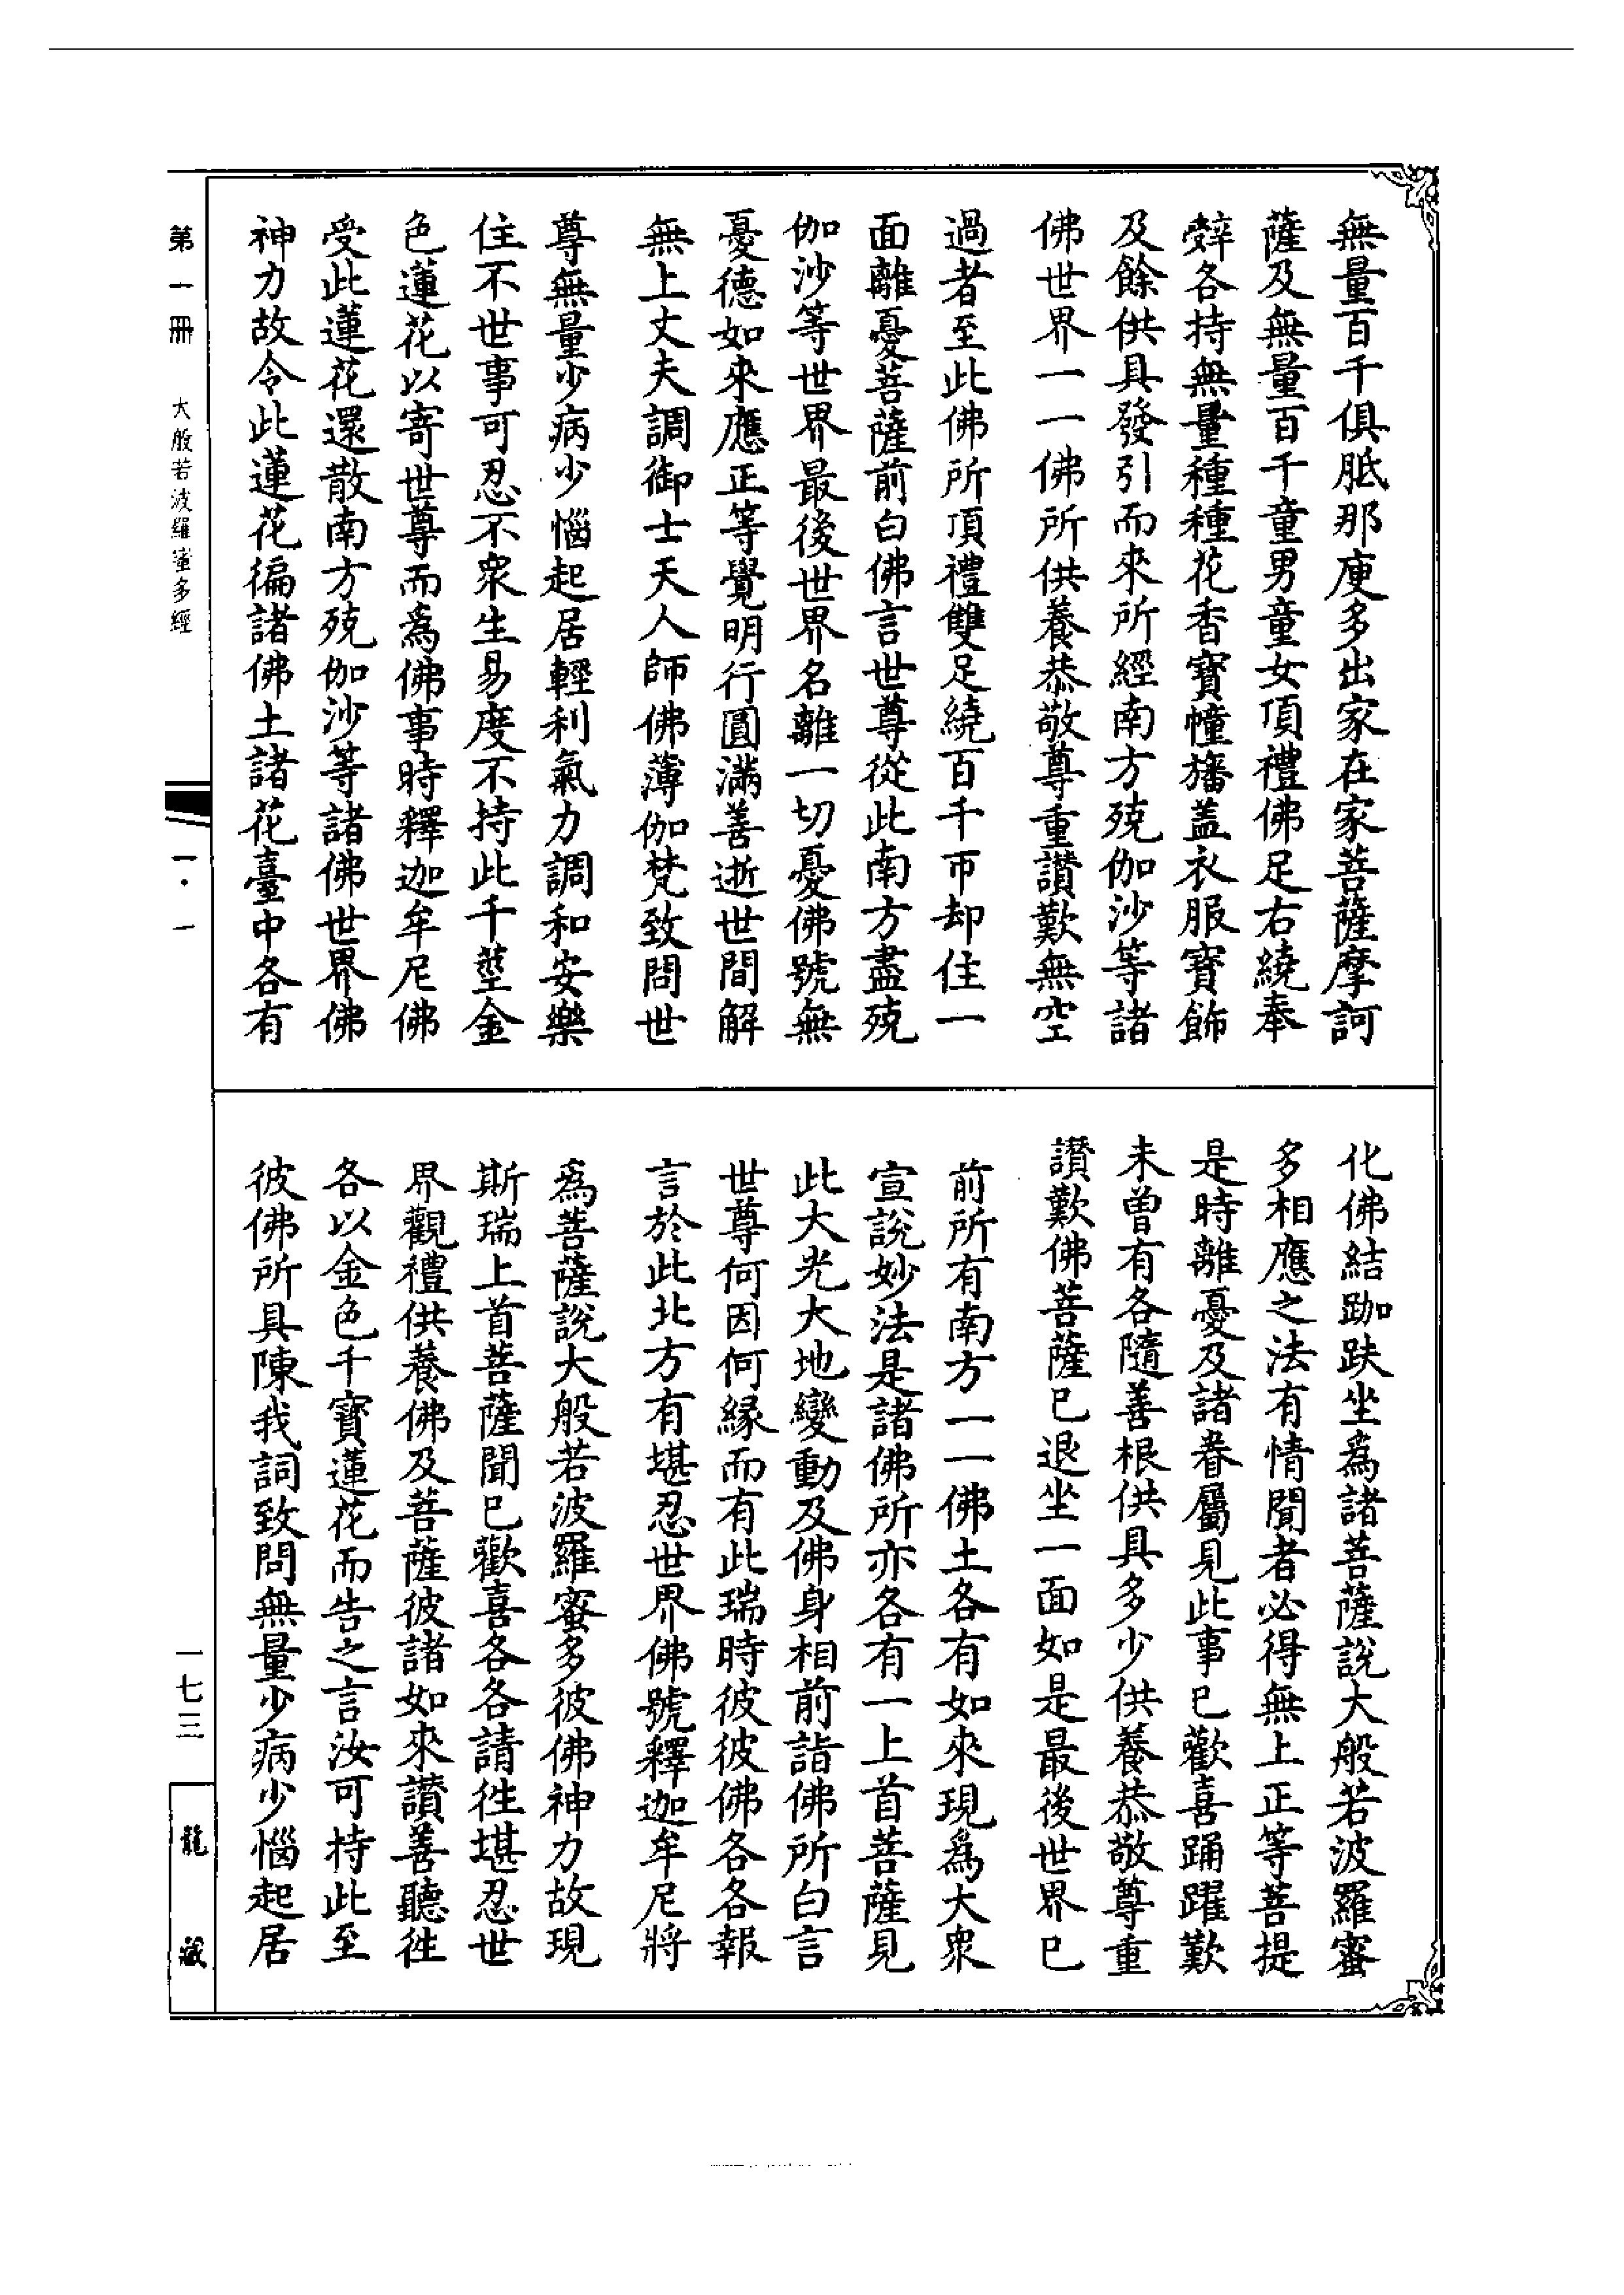 無量百千俱胝那庾多出家在家菩薩摩訶
薩及無量百千童男童女頂禮佛足右繞奉
辤各持無量種種花香寶幢旛盖衣服寶飾
及餘供具發引而來所經南方殑伽沙等諸
佛世界一一佛所供養恭敬尊重讚歎無空
過者至此佛所頂禮雙足繞百千帀却住一
面離憂菩薩前白佛言世尊從此南方盡殑
伽沙等世界最後世界名離一切憂佛號無
憂德如來應正等覺明行圓滿善逝世間解
無上丈夫調御士天人師佛薄伽梵致問世
尊無量少病少惱起居輕利氣力調和安樂
住不世事可忍不衆生易度不持此千莖金
色蓮花以寄世尊而爲佛事時釋迦牟尼佛
受此蓮花還散南方殑伽沙等諸佛世界佛
神力故令此蓮花徧諸佛土諸花臺中各有
化佛結跏趺坐爲諸菩薩說大般若波羅蜜
多相應之法有情聞者必得無上正等菩提
是時離憂及諸眷屬見此事已歡喜踊躍歎
未曾有各隨善根供具多少供養恭敬尊重
讚歎佛菩薩已退坐一面如是最後世界已
前所有南方一一佛土各有如來現爲大衆
宣說妙法是諸佛所亦各有一上首菩薩見
此大光大地變動及佛身相前詣佛所白言
世尊何因何緣而有此瑞時彼彼佛各各報
言於此北方有堪忍世界佛號釋迦牟尼將
爲菩薩說大般若波羅蜜多彼佛神力故現
斯瑞上首菩薩聞已歡喜各各請徃堪忍世
界觀禮供養佛及菩薩彼諸如來讚善聽徃
各以金色千寶蓮花而告之言汝可持此至
彼佛所具陳我詞致問無量少病少惱起居
第一冊 大般若波羅蜜多經
一·一
一七三
龍藏